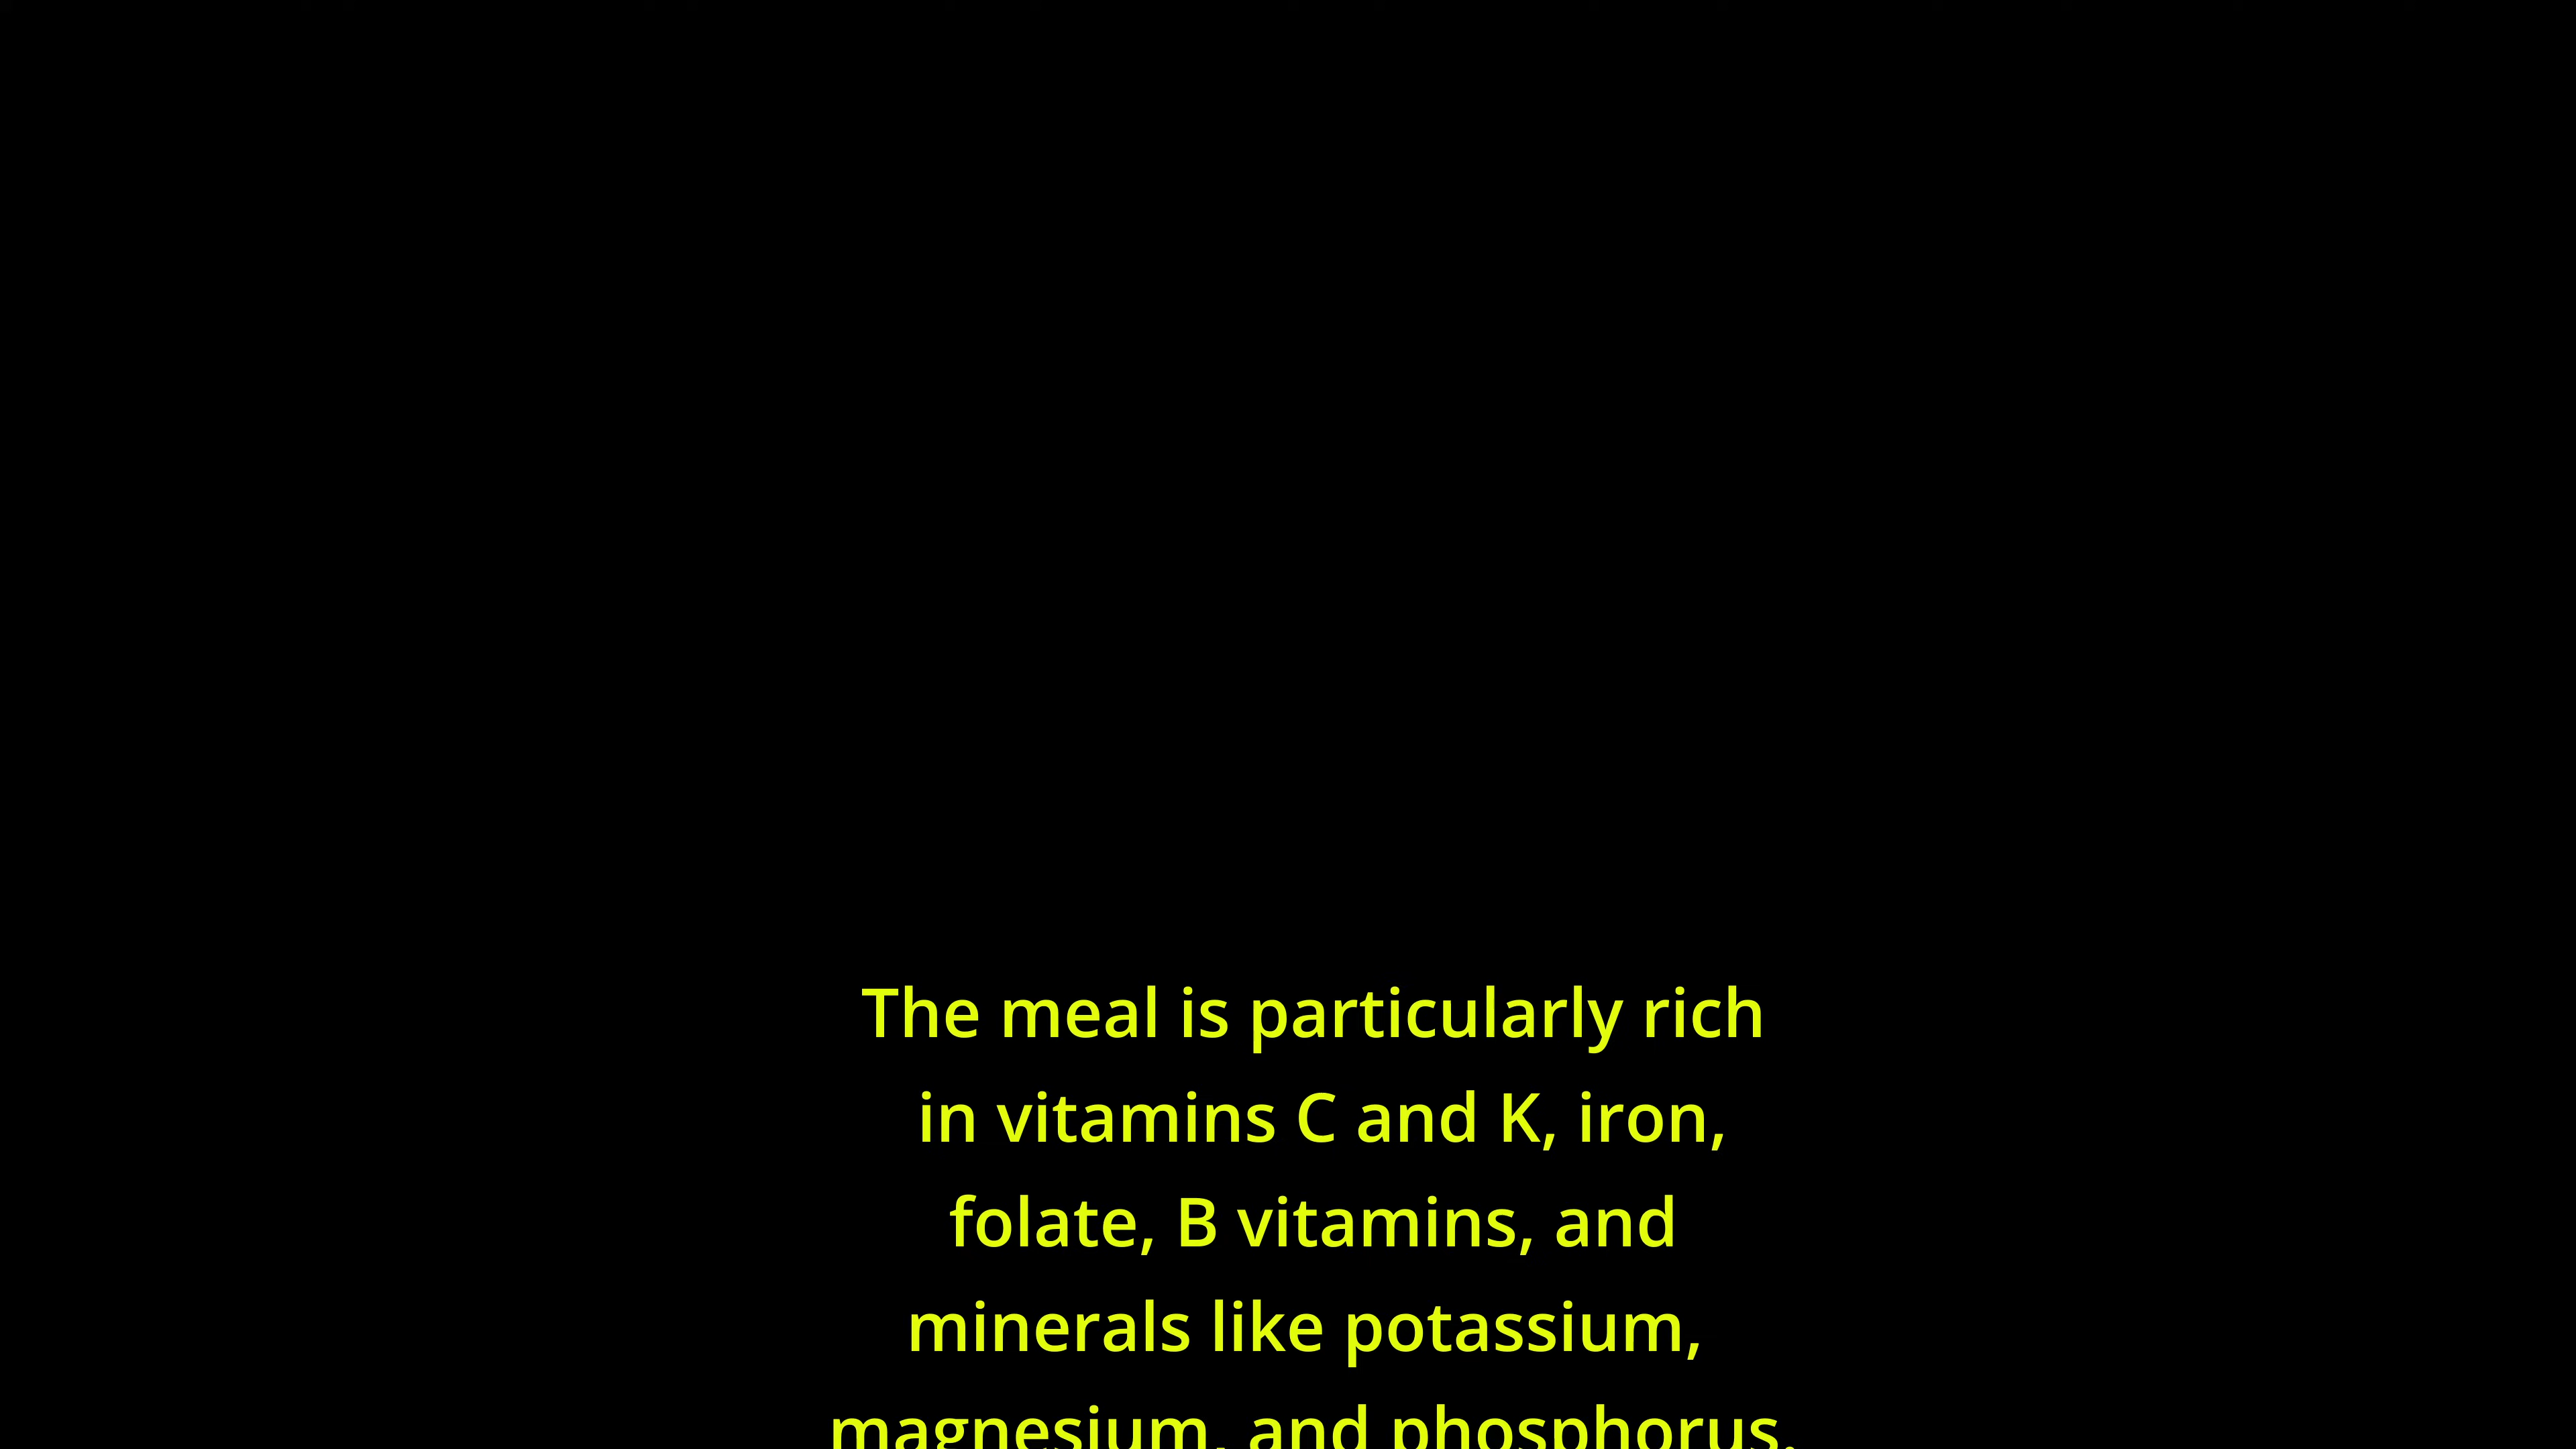 The meal is particularly rich
in vitamins C and K, iron,
folate, B vitamins, and
minerals like potassium,
magnesium, and phosphorus.